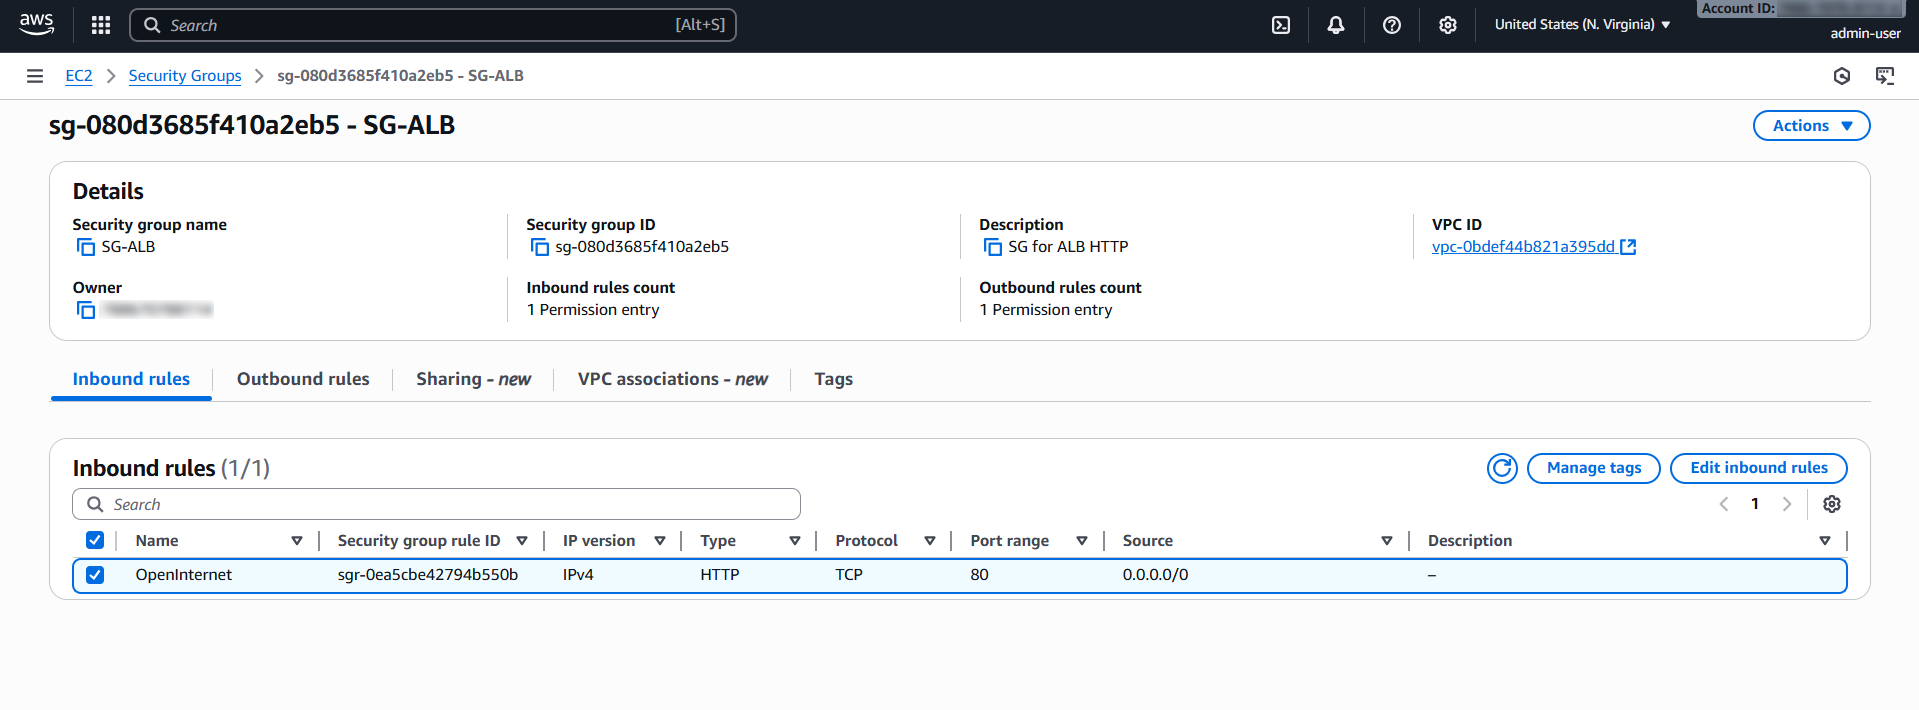 aws
Search [Alt+S]
United States (N. Virginia)
Account ID:
admin-user
EC2 Security Groups sg-080d3685f410a2eb5 - SG-ALB
sg-080d3685f410a2eb5 - SG-ALB
Actions
Details
Security group name Security group ID Description VPC ID
SG-ALB sg-080d3685f410a2eb5 SG for ALB HTTP vpc-0bdef44b821a395dd
Owner Inbound rules count Outbound rules count
1 Permission entry 1 Permission entry
Inbound rules Outbound rules Sharing - new VPC associations - new Tags
Inbound rules (1/1)
Manage tags Edit inbound rules
Search
1
Name Security group rule ID IP version Type Protocol Port range Source Description
OpenInternet sgr-0ea5cbe42794b550b IPv4 HTTP TCP 80 0.0.0.0/0 –